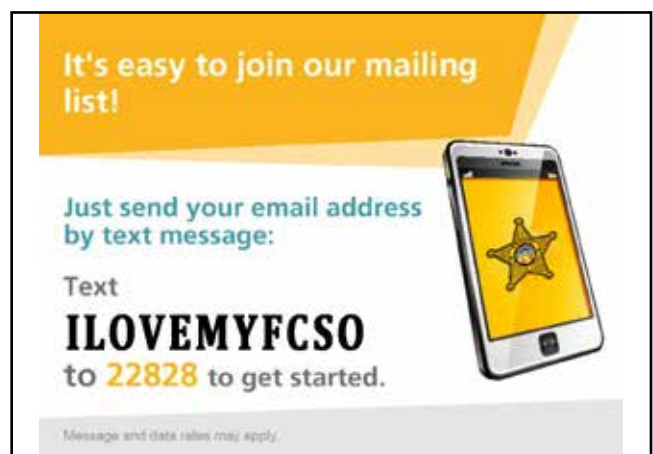 It's easy to join our mailing
list!
Just send your email address
by text message:
Text
ILOVEMYFCSO
to 22828 to get started.
Message and data rates may apply.